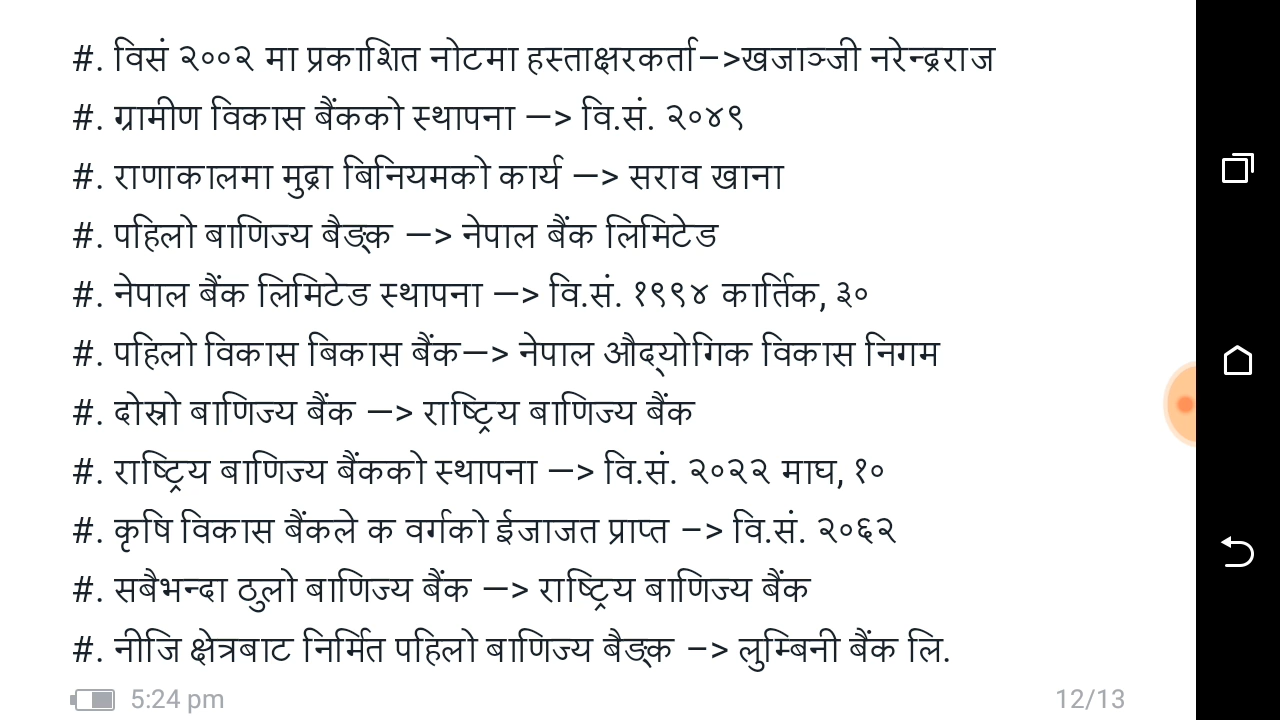 #. विसं २००२ मा प्रकाशित नोटमा हस्ताक्षरकर्ता–>खजाञ्जी नरेन्द्रराज
#. ग्रामीण विकास बैंकको स्थापना —> वि.सं. २०४९
#. राणाकालमा मुद्रा बिनियमको कार्य —> सराव खाना
#. पहिलो बाणिज्य बैङ्क —> नेपाल बैंक लिमिटेड
#. नेपाल बैंक लिमिटेड स्थापना —> वि.सं. १९९४ कार्तिक, ३०
#. पहिलो विकास बिकास बैंक—> नेपाल औद्योगिक विकास निगम
#. दोस्रो बाणिज्य बैंक —> राष्ट्रिय बाणिज्य बैंक
#. राष्ट्रिय बाणिज्य बैंकको स्थापना —> वि.सं. २०२२ माघ, १०
#. कृषि विकास बैंकले क वर्गको ईजाजत प्राप्त –> वि.सं. २०६२
#. सबैभन्दा ठुलो बाणिज्य बैंक —> राष्ट्रिय बाणिज्य बैंक
#. नीजि क्षेत्रबाट निर्मित पहिलो बाणिज्य बैङ्क –> लुम्बिनी बैंक लि.
5:24 pm 12/13